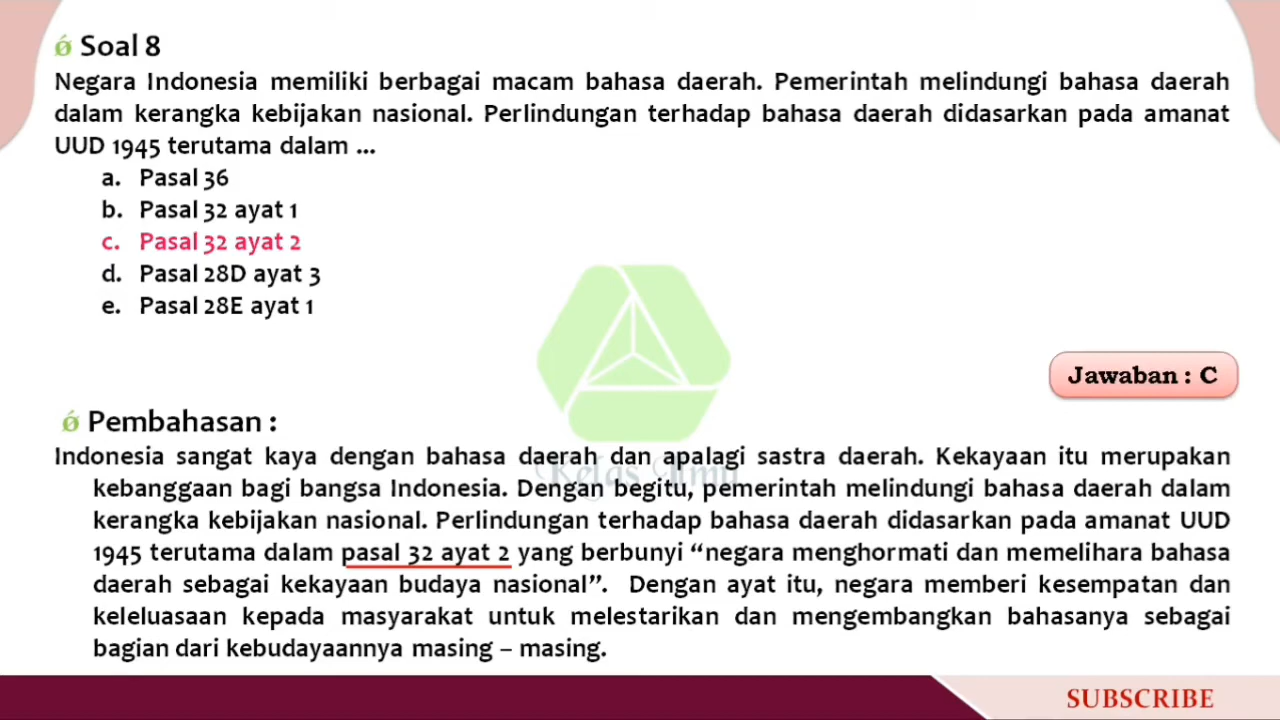 Soal 8
Negara Indonesia memiliki berbagai macam bahasa daerah. Pemerintah melindungi bahasa daerah
dalam kerangka kebijakan nasional. Perlindungan terhadap bahasa daerah didasarkan pada amanat
UUD 1945 terutama dalam ...
a. Pasal 36
b. Pasal 32 ayat 1
c. Pasal 32 ayat 2
d. Pasal 28D ayat 3
e. Pasal 28E ayat 1
Jawaban : C
Pembahasan :
Indonesia sangat kaya dengan bahasa daerah dan apalagi sastra daerah. Kekayaan itu merupakan
Kelas Ilmu
kebanggaan bagi bangsa Indonesia. Dengan begitu, pemerintah melindungi bahasa daerah dalam
kerangka kebijakan nasional. Perlindungan terhadap bahasa daerah didasarkan pada amanat UUD
1945 terutama dalam pasal 32 ayat 2 yang berbunyi “negara menghormati dan memelihara bahasa
daerah sebagai kekayaan budaya nasional”. Dengan ayat itu, negara memberi kesempatan dan
keleluasaan kepada masyarakat untuk melestarikan dan mengembangkan bahasanya sebagai
bagian dari kebudayaannya masing – masing.
SUBSCRIBE